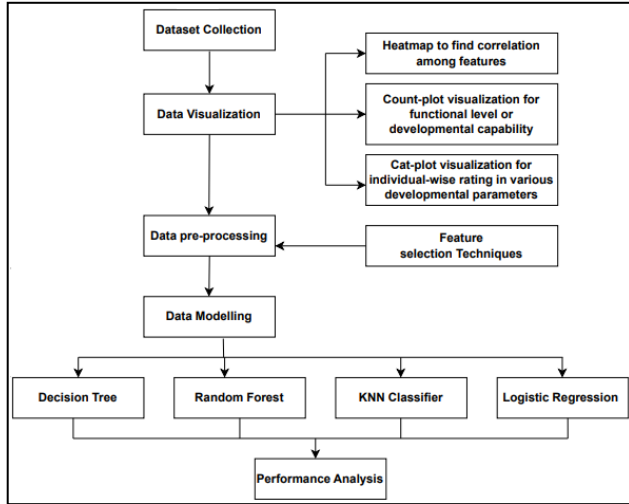 Dataset Collection
Heatmap to find correlation
among features
Data Visualization
Count-plot visualization for
functional level or
developmental capability
Cat-plot visualization for
individual-wise rating in various
developmental parameters
Data pre-processing
Feature
selection Techniques
Data Modelling
Decision Tree
Random Forest
KNN Classifier
Logistic Regression
Performance Analysis